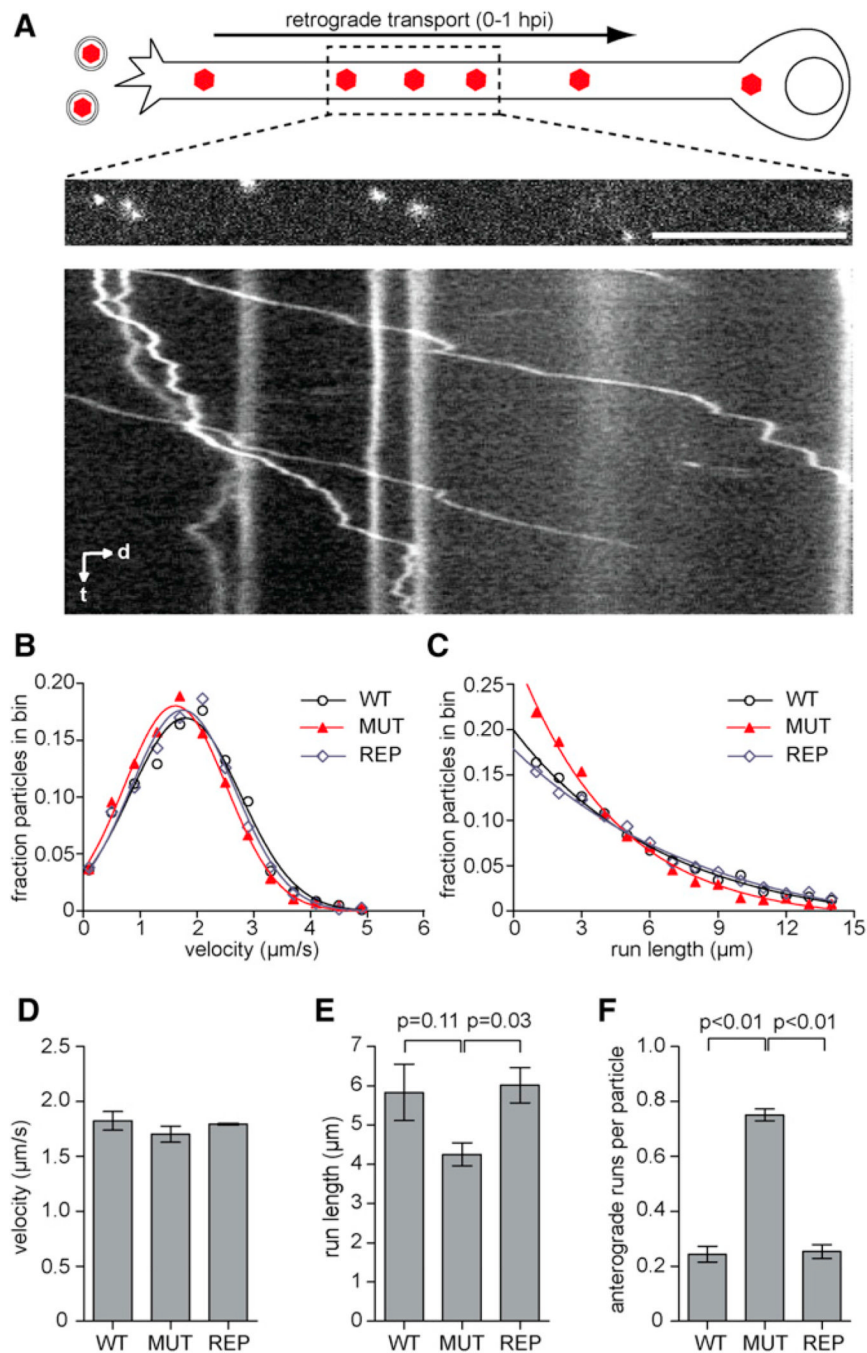 A
retrograde transport (0-1 hpi)
d
t
B
0.20
0.15
0.10
0.05
0
fraction particles in bin
0 1 2 3 4 5 6
velocity (µm/s)
WT
MUT
REP
C
0.25
0.20
0.15
0.10
0.05
0
fraction particles in bin
0 3 6 9 12 15
run length (µm)
WT
MUT
REP
D
2.5
2.0
1.5
1.0
0.5
0
velocity (µm/s)
WT MUT REP
E
p=0.11 p=0.03
7
6
5
4
3
2
1
0
run length (µm)
WT MUT REP
F
p<0.01 p<0.01
1.0
0.8
0.6
0.4
0.2
0
anterograde runs per particle
WT MUT REP